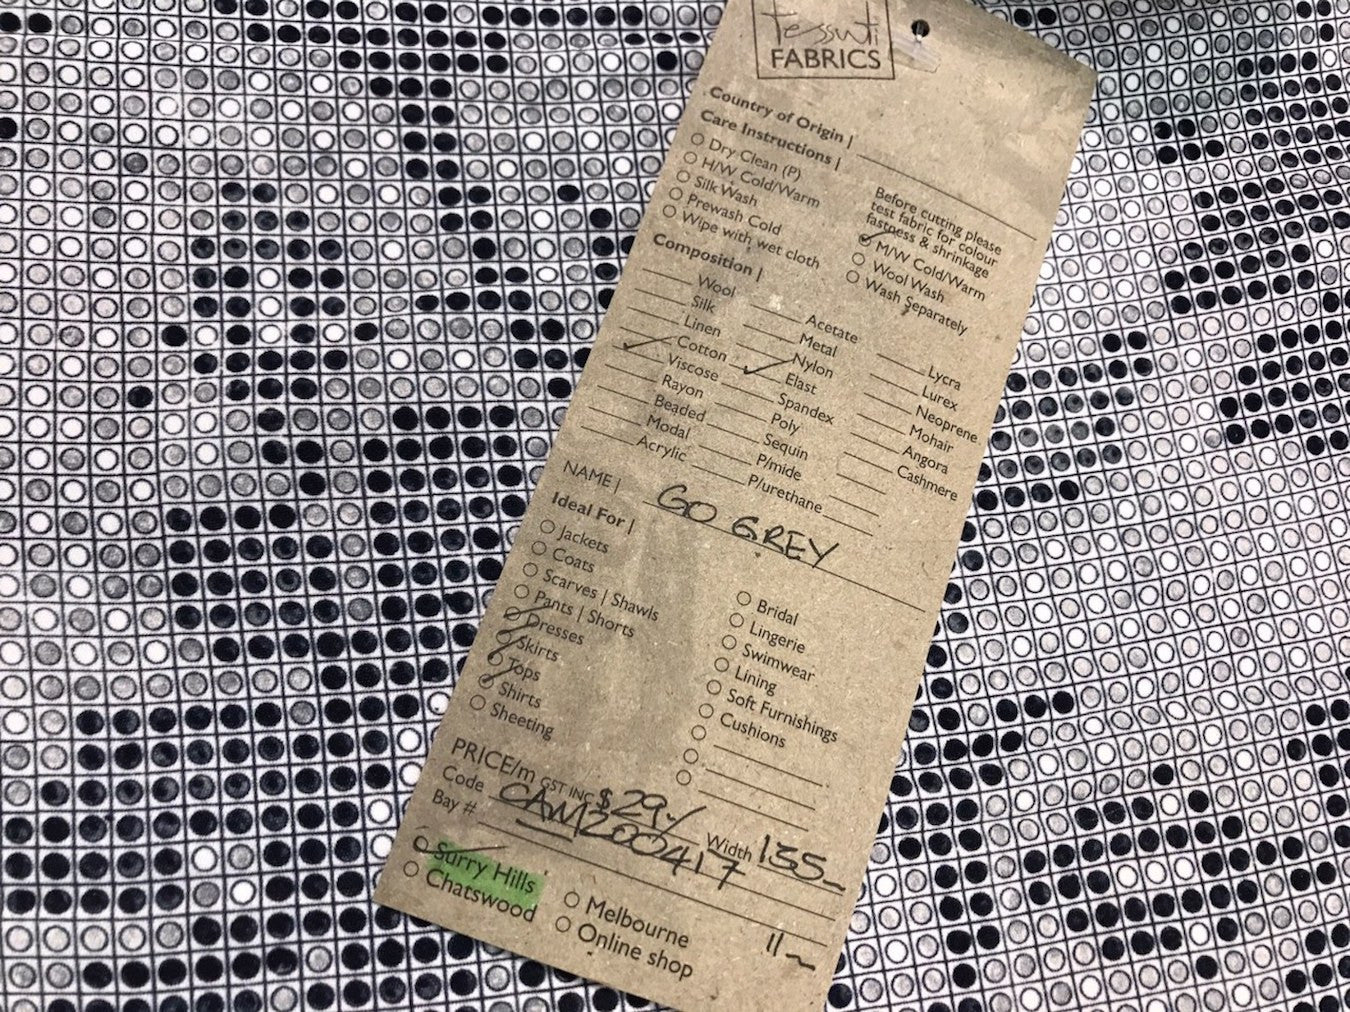 tessuti
FABRICS
Country of Origin |
Care Instructions |
Dry Clean (P)
H/W Cold/Warm
Silk Wash
Prewash Cold
Wipe with wet cloth
Before cutting please
test fabric for colour
fastness & shrinkage
M/W Cold/Warm
Wool Wash
Wash Separately
Composition |
Wool
Silk
Linen
Cotton
Viscose
Rayon
Beaded
Modal
Acrylic
Acetate
Metal
Nylon
Elast
Spandex
Poly
Sequin
P/mide
P/urethane
Lycra
Lurex
Neoprene
Mohair
Angora
Cashmere
NAME | GO GREY
Ideal For |
Jackets
Coats
Scarves | Shawls
Pants | Shorts
Dresses
Skirts
Tops
Shirts
Sheeting
Bridal
Lingerie
Swimwear
Lining
Soft Furnishings
Cushions
PRICE/m GST INC $29.- Width 135
Code CAM200417
Bay # 11
Surry Hills
Chatswood
Melbourne
Online shop